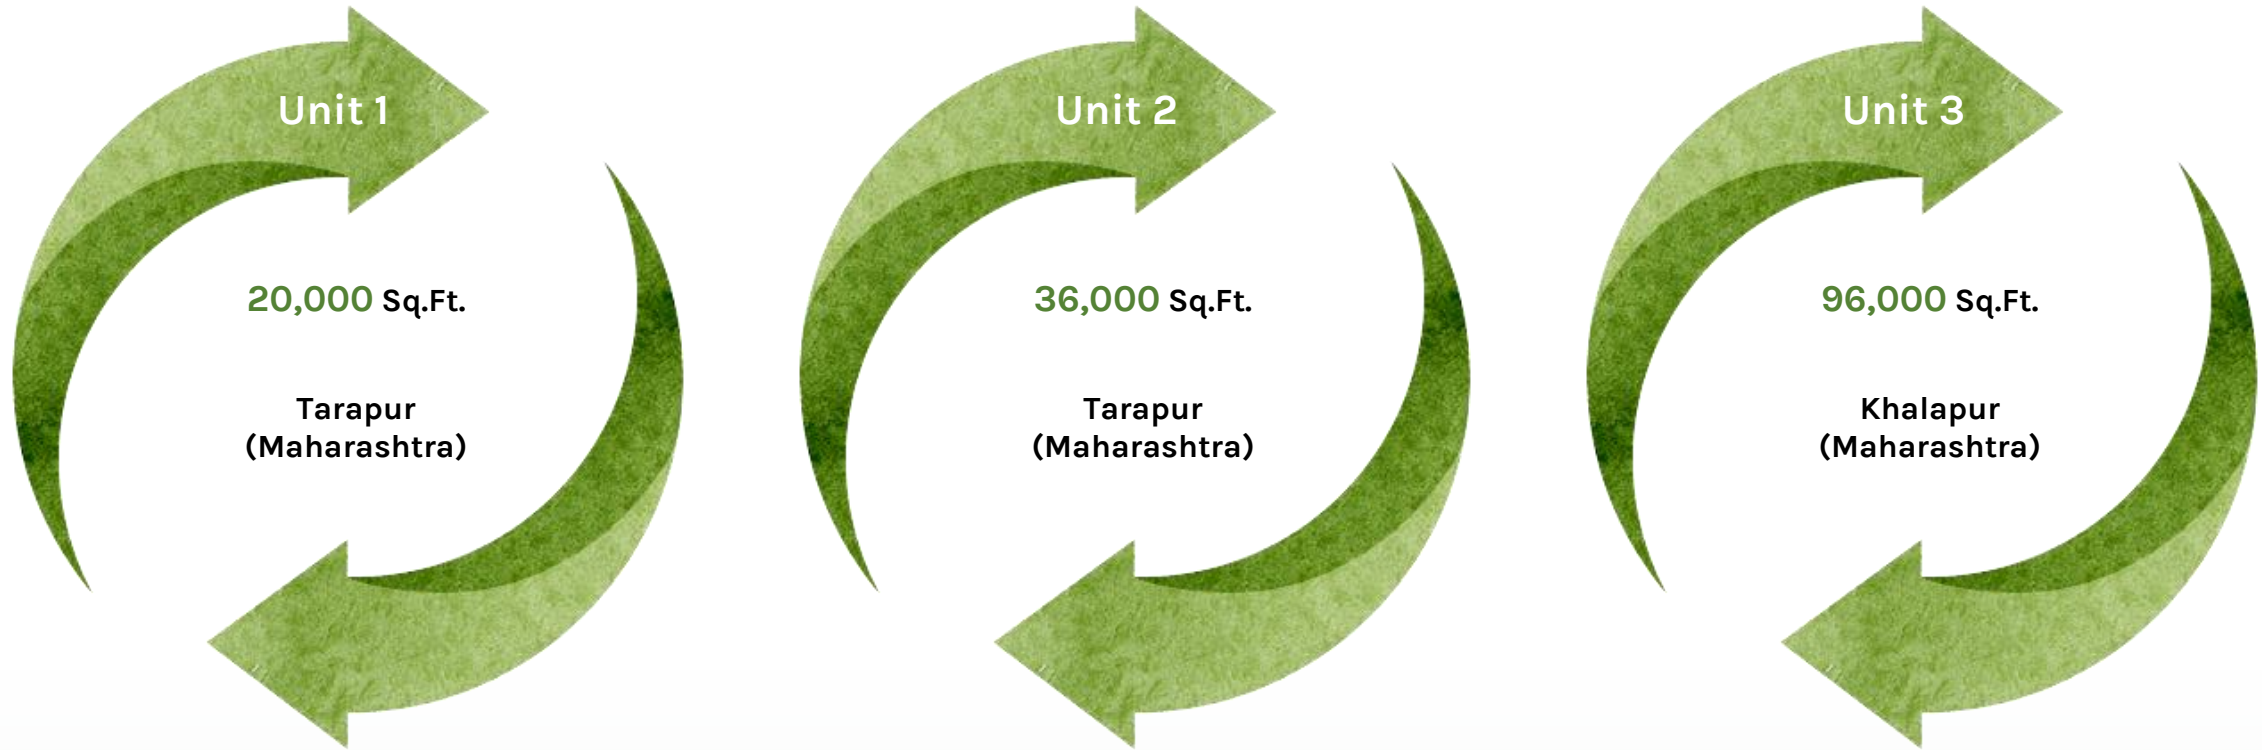 Unit 1
20,000 Sq.Ft.
Tarapur
(Maharashtra)
Unit 2
36,000 Sq.Ft.
Tarapur
(Maharashtra)
Unit 3
96,000 Sq.Ft.
Khalapur
(Maharashtra)